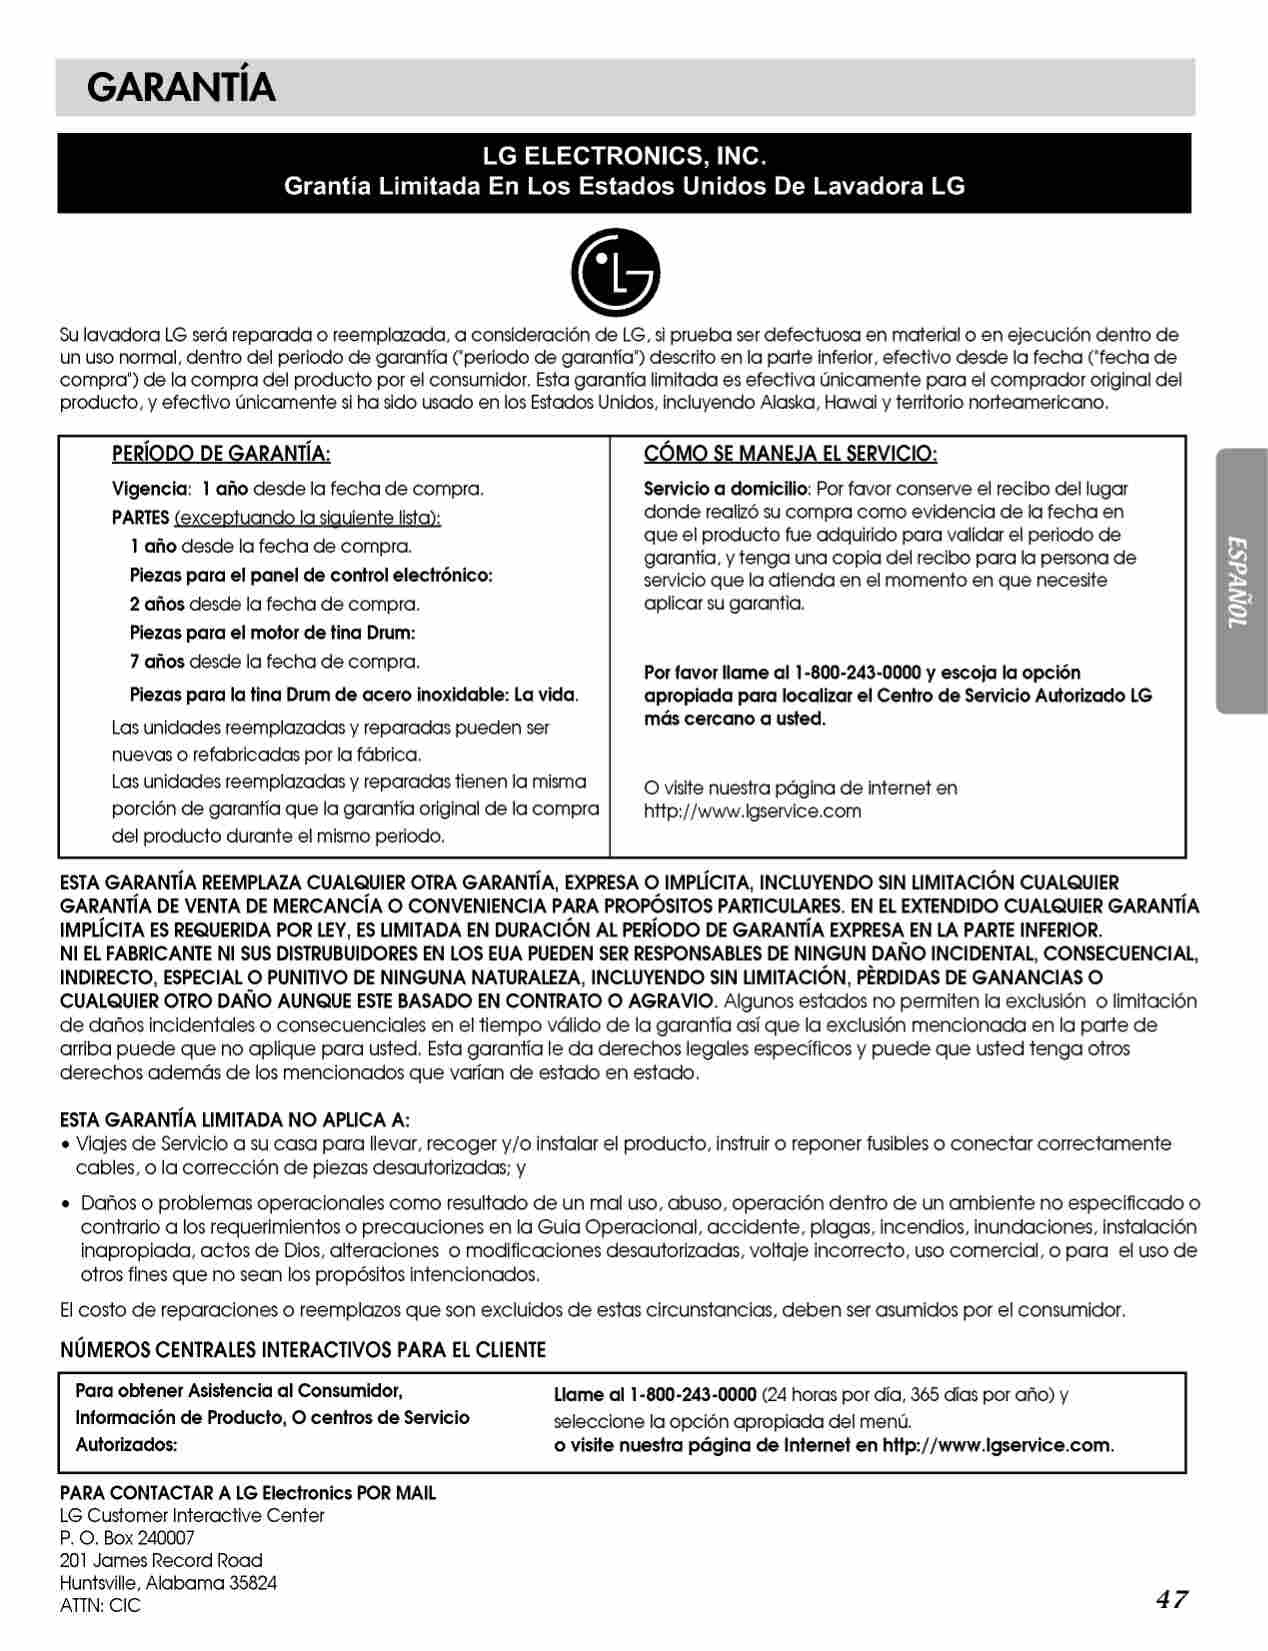 GARANTÍA
LG ELECTRONICS, INC.
Grantía Limitada En Los Estados Unidos De Lavadora LG
LG
Su lavadora LG será reparada o reemplazada, a consideración de LG, si prueba ser defectuosa en material o en ejecución dentro de
un uso normal, dentro del periodo de garantía ("periodo de garantía") descrito en la parte inferior, efectivo desde la fecha ("fecha de
compra") de la compra del producto por el consumidor. Esta garantía limitada es efectiva únicamente para el comprador original del
producto, y efectivo únicamente si ha sido usado en los Estados Unidos, incluyendo Alaska, Hawai y territorio norteamericano.
PERÍODO DE GARANTÍA:
Vigencia: 1 año desde la fecha de compra.
PARTES (exceptuando la siguiente lista):
1 año desde la fecha de compra.
Piezas para el panel de control electrónico:
2 años desde la fecha de compra.
Piezas para el motor de tina Drum:
7 años desde la fecha de compra.
Piezas para la tina Drum de acero inoxidable: La vida.
Las unidades reemplazadas y reparadas pueden ser
nuevas o refabricadas por la fábrica.
Las unidades reemplazadas y reparadas tienen la misma
porción de garantía que la garantía original de la compra
del producto durante el mismo periodo.
CÓMO SE MANEJA EL SERVICIO:
Servicio a domicilio: Por favor conserve el recibo del lugar
donde realizó su compra como evidencia de la fecha en
que el producto fue adquirido para validar el periodo de
garantía, y tenga una copia del recibo para la persona de
servicio que la atienda en el momento en que necesite
aplicar su garantìa.
Por favor llame al 1-800-243-0000 y escoja la opción
apropiada para localizar el Centro de Servicio Autorizado LG
más cercano a usted.
O visite nuestra página de internet en
http://www.lgservice.com
ESPAÑOL
ESTA GARANTÍA REEMPLAZA CUALQUIER OTRA GARANTÍA, EXPRESA O IMPLÍCITA, INCLUYENDO SIN LIMITACIÓN CUALQUIER
GARANTÍA DE VENTA DE MERCANCÍA O CONVENIENCIA PARA PROPÓSITOS PARTICULARES. EN EL EXTENDIDO CUALQUIER GARANTÍA
IMPLÍCITA ES REQUERIDA POR LEY, ES LIMITADA EN DURACIÓN AL PERÍODO DE GARANTÍA EXPRESA EN LA PARTE INFERIOR.
NI EL FABRICANTE NI SUS DISTRUBUIDORES EN LOS EUA PUEDEN SER RESPONSABLES DE NINGUN DAÑO INCIDENTAL, CONSECUENCIAL,
INDIRECTO, ESPECIAL O PUNITIVO DE NINGUNA NATURALEZA, INCLUYENDO SIN LIMITACIÓN, PÈRDIDAS DE GANANCIAS O
CUALQUIER OTRO DAÑO AUNQUE ESTE BASADO EN CONTRATO O AGRAVIO. Algunos estados no permiten la exclusión o limitación
de daños incidentales o consecuenciales en el tiempo válido de la garantía así que la exclusión mencionada en la parte de
arriba puede que no aplique para usted. Esta garantía le da derechos legales específicos y puede que usted tenga otros
derechos además de los mencionados que varían de estado en estado.
ESTA GARANTÍA LIMITADA NO APLICA A:
• Viajes de Servicio a su casa para llevar, recoger y/o instalar el producto, instruir o reponer fusibles o conectar correctamente
cables, o la corrección de piezas desautorizadas; y
• Daños o problemas operacionales como resultado de un mal uso, abuso, operación dentro de un ambiente no especificado o
contrario a los requerimientos o precauciones en la Guia Operacional, accidente, plagas, incendios, inundaciones, instalación
inapropiada, actos de Dios, alteraciones o modificaciones desautorizadas, voltaje incorrecto, uso comercial, o para el uso de
otros fines que no sean los propósitos intencionados.
El costo de reparaciones o reemplazos que son excluidos de estas circunstancias, deben ser asumidos por el consumidor.
NÚMEROS CENTRALES INTERACTIVOS PARA EL CLIENTE
Para obtener Asistencia al Consumidor,
Información de Producto, O centros de Servicio
Autorizados:
Llame al 1-800-243-0000 (24 horas por día, 365 dìas por año) y
seleccione la opción apropiada del menú.
o visite nuestra página de Internet en http://www.lgservice.com.
PARA CONTACTAR A LG Electronics POR MAIL
LG Customer Interactive Center
P. O. Box 240007
201 James Record Road
Huntsville, Alabama 35824
ATTN: CIC
47